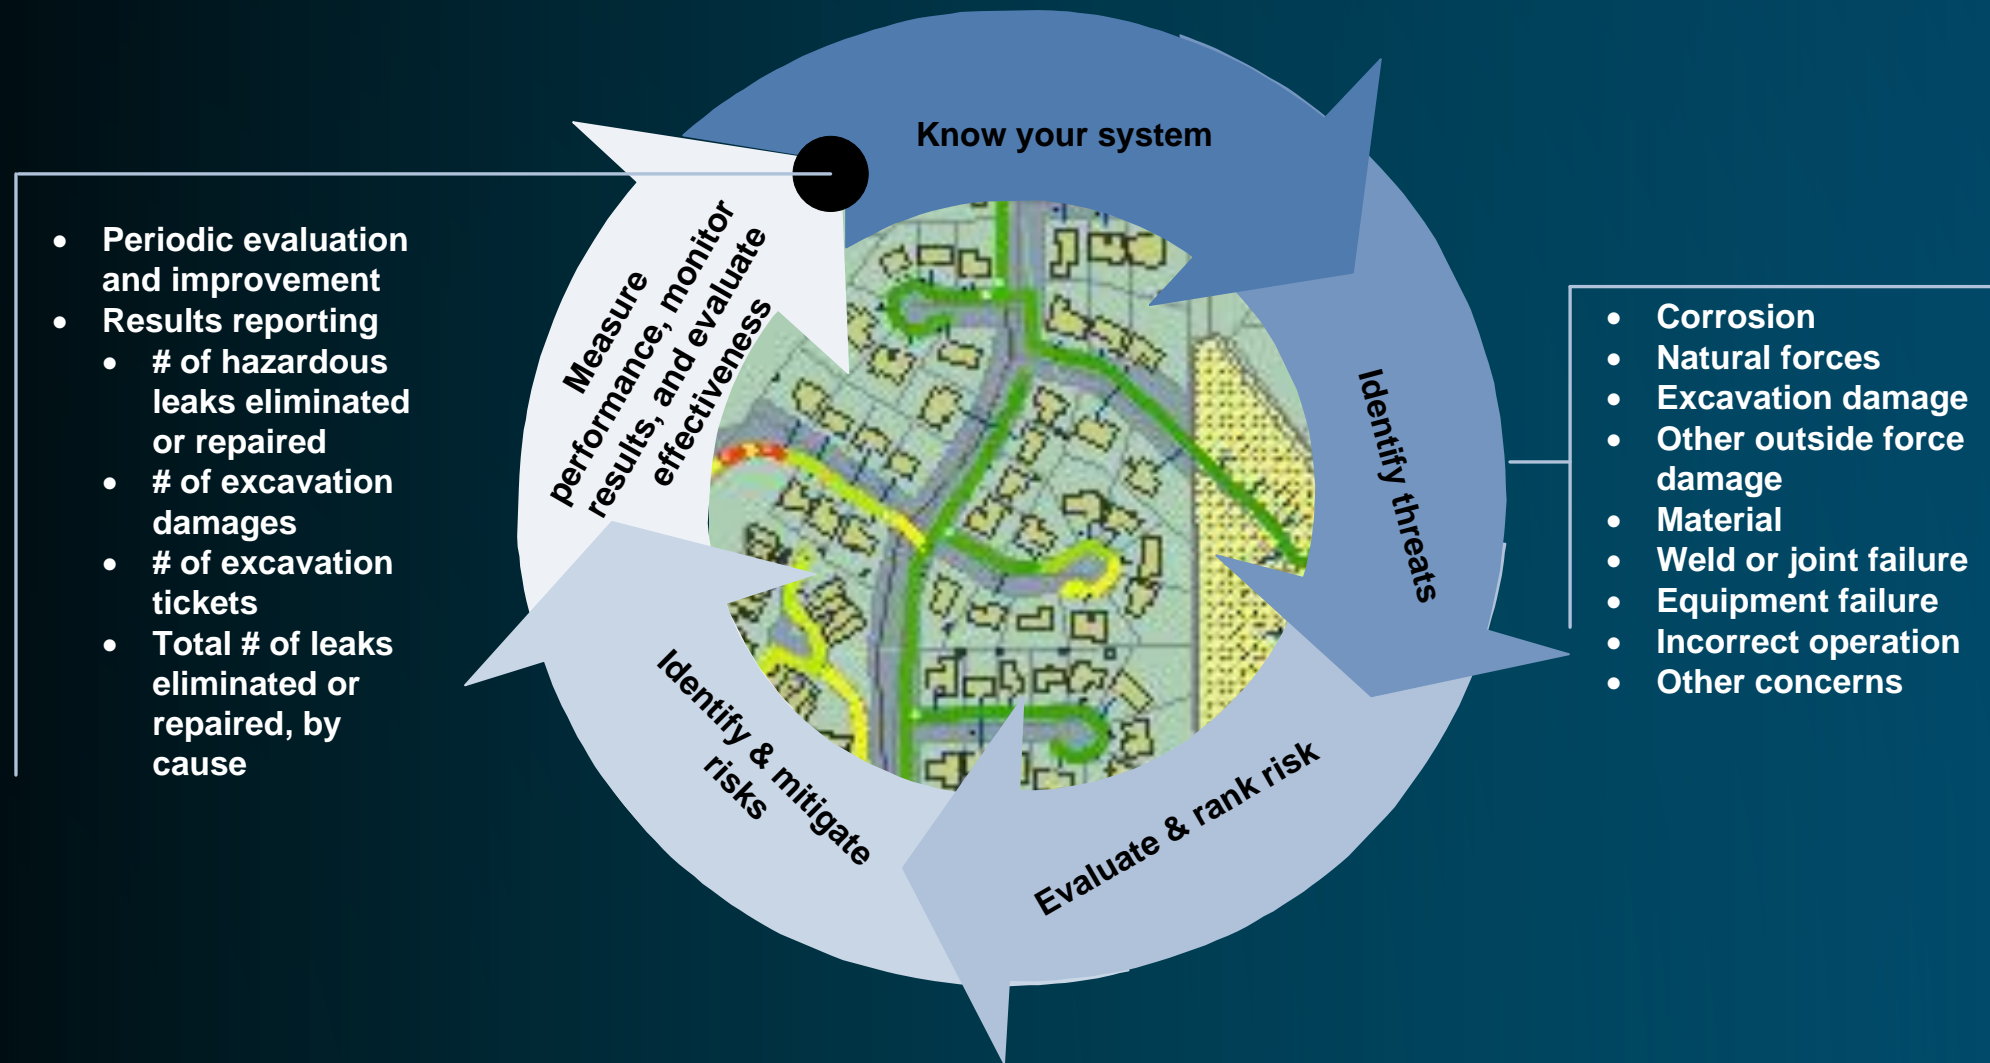 Know your system
Identify threats
Evaluate & rank risk
Identify & mitigate
risks
Measure
performance, monitor
results, and evaluate
effectiveness
• Periodic evaluation
and improvement
• Results reporting
• # of hazardous
leaks eliminated
or repaired
• # of excavation
damages
• # of excavation
tickets
• Total # of leaks
eliminated or
repaired, by
cause
• Corrosion
• Natural forces
• Excavation damage
• Other outside force
damage
• Material
• Weld or joint failure
• Equipment failure
• Incorrect operation
• Other concerns